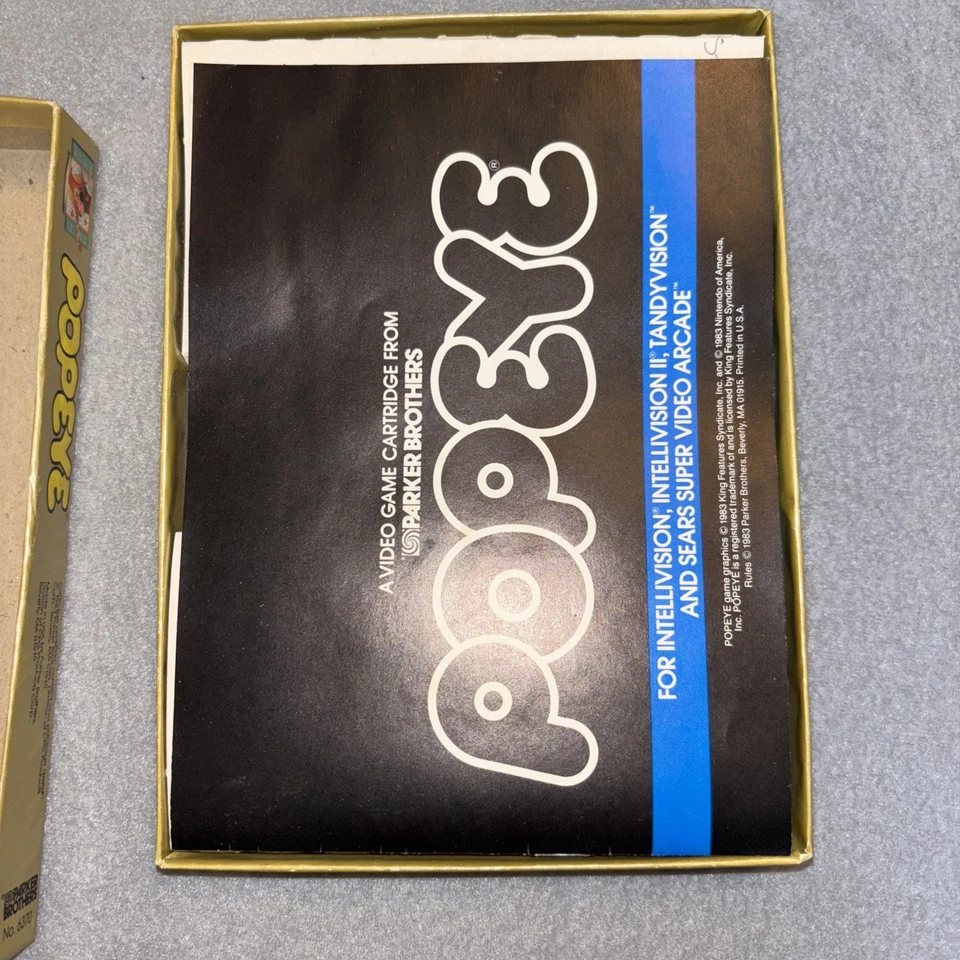 A VIDEO GAME CARTRIDGE FROM
PARKER BROTHERS
POPEYE®
FOR INTELLIVISION®, INTELLIVISION II®, TANDYVISION™
AND SEARS SUPER VIDEO ARCADE™
POPEYE game graphics © 1983 King Features Syndicate, Inc. and © 1983 Nintendo of America,
Inc. POPEYE is a registered trademark of and is licensed by King Features Syndicate, Inc.
Rules © 1983 Parker Brothers, Beverly, MA 01915. Printed in U.S.A.
POPEYE
PARKER
BROTHERS
No. 6370